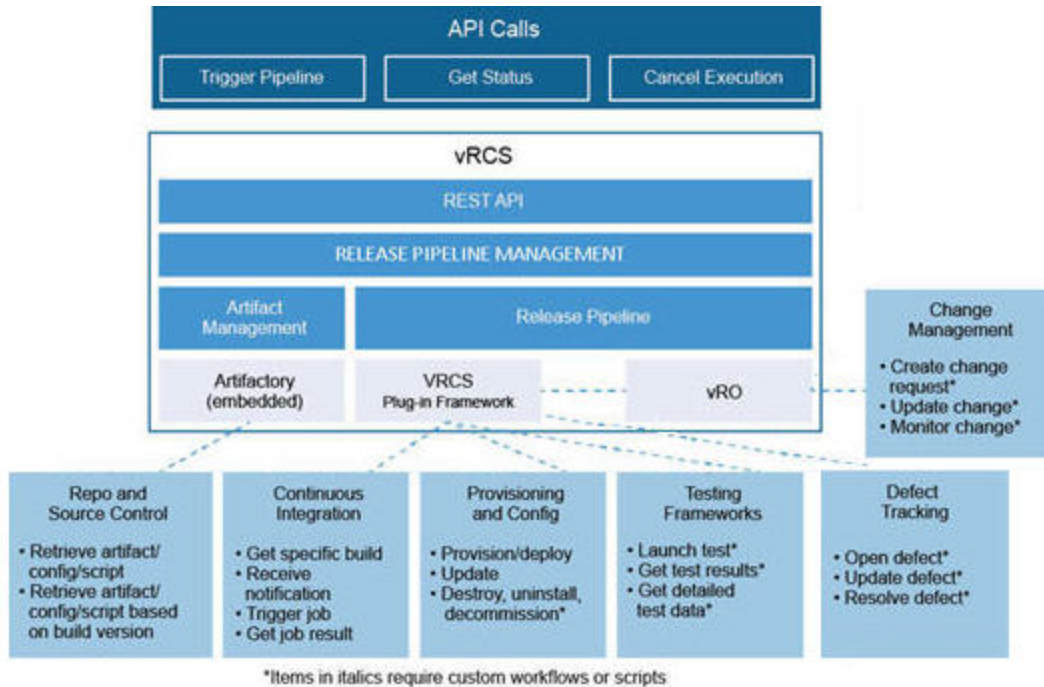 API Calls
Trigger Pipeline
Get Status
Cancel Execution
vRCS
REST API
RELEASE PIPELINE MANAGEMENT
Artifact
Management
Release Pipeline
Artifactory
(embedded)
VRCS
Plug-in Framework
vRO
Change
Management
• Create change
request*
• Update change*
• Monitor change*
Repo and
Source Control
• Retrieve artifact/
config/script
• Retrieve artifact/
config/script based
on build version
Continuous
Integration
• Get specific build
• Receive
notification
• Trigger job
• Get job result
Provisioning
and Config
• Provision/deploy
• Update
• Destroy, uninstall,
decommission*
Testing
Frameworks
• Launch test*
• Get test results*
• Get detailed
test data*
Defect
Tracking
• Open defect*
• Update defect*
• Resolve defect*
*Items in italics require custom workflows or scripts